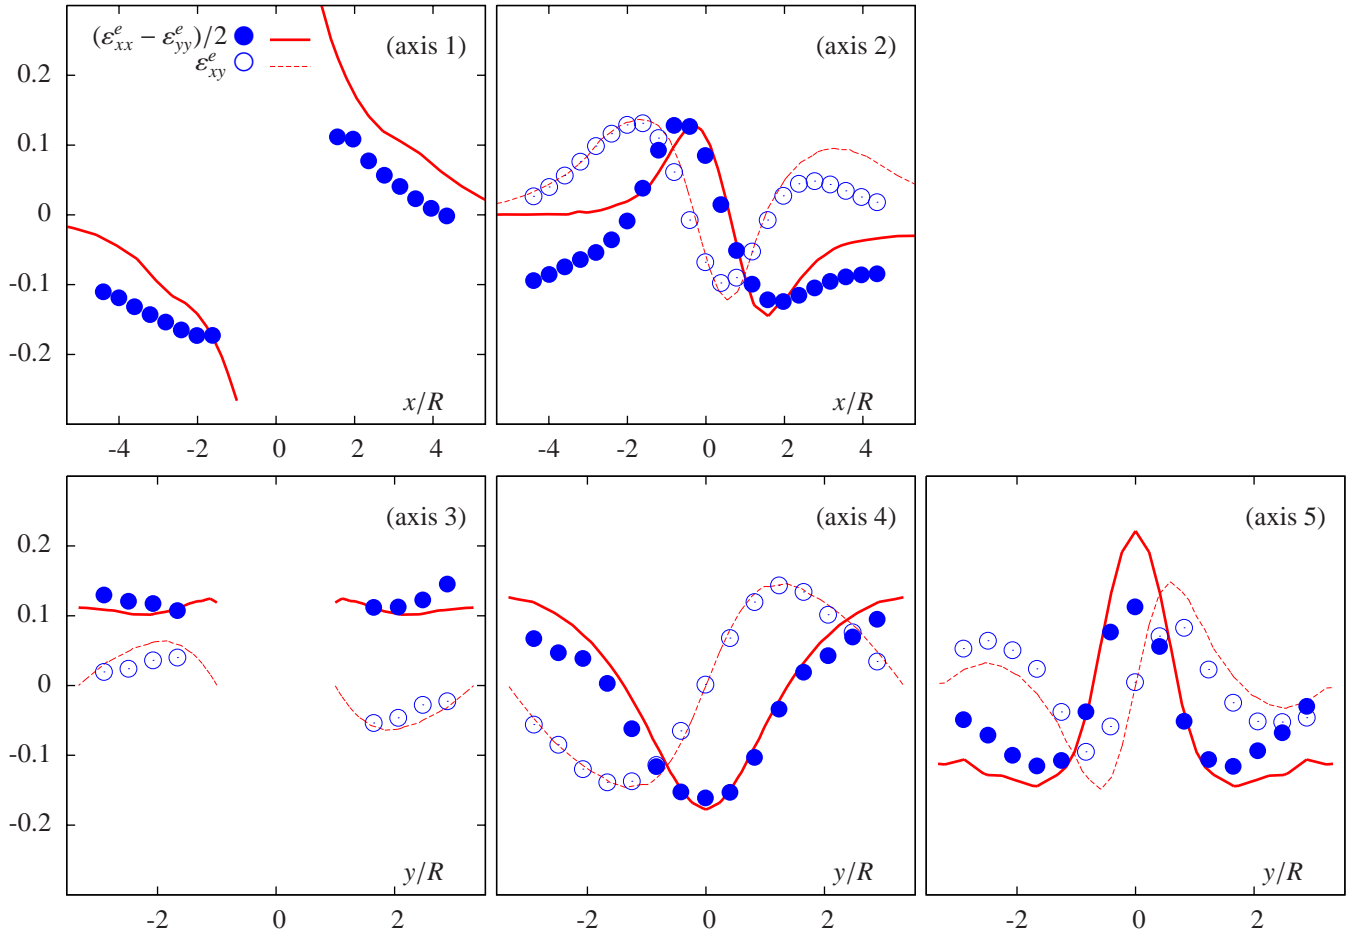 (ε^e_xx − ε^e_yy)/2
ε^e_xy
(axis 1)
(axis 2)
0.2
0.1
0
-0.1
-0.2
x/R
x/R
-4 -2 0 2 4
-4 -2 0 2 4
(axis 3)
(axis 4)
(axis 5)
0.2
0.1
0
-0.1
-0.2
y/R
y/R
y/R
-2 0 2
-2 0 2
-2 0 2